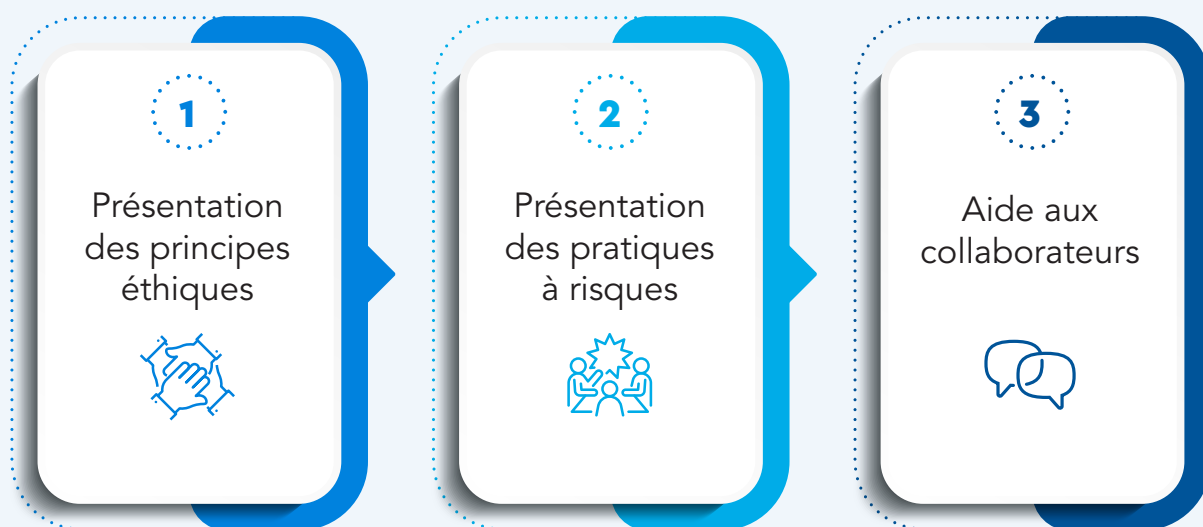 1
Présentation
des principes
éthiques
2
Présentation
des pratiques
à risques
3
Aide aux
collaborateurs